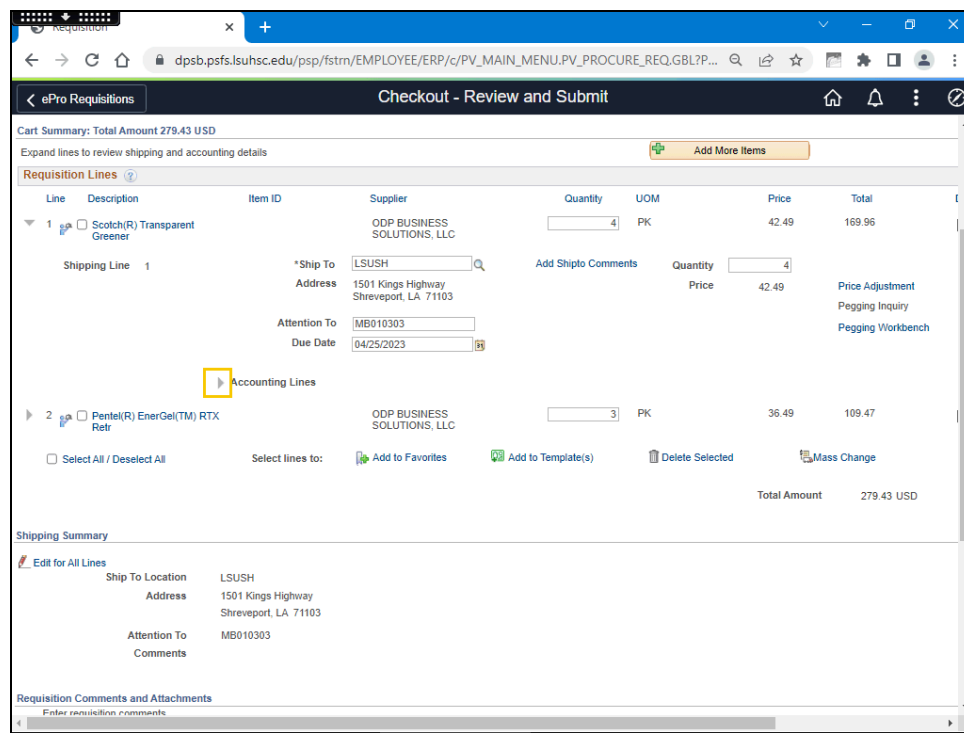 Requisition
dpsb.psfs.lsuhsc.edu/psp/fstrn/EMPLOYEE/ERP/c/PV_MAIN_MENU.PV_PROCURE_REQ.GBL?P...
ePro Requisitions Checkout - Review and Submit
Cart Summary: Total Amount 279.43 USD
Expand lines to review shipping and accounting details Add More Items
Requisition Lines ?
Line Description Item ID Supplier Quantity UOM Price Total
1 Scotch(R) Transparent Greener ODP BUSINESS SOLUTIONS, LLC 4 PK 42.49 169.96
Shipping Line 1 *Ship To LSUSH Add Shipto Comments Quantity 4
Address 1501 Kings Highway Price 42.49 Price Adjustment
Shreveport, LA 71103
Pegging Inquiry
Attention To MB010303 Pegging Workbench
Due Date 04/25/2023 31
Accounting Lines
2 Pentel(R) EnerGel(TM) RTX Retr ODP BUSINESS SOLUTIONS, LLC 3 PK 36.49 109.47
Select All / Deselect All Select lines to: Add to Favorites Add to Template(s) Delete Selected Mass Change
Total Amount 279.43 USD
Shipping Summary
Edit for All Lines
Ship To Location LSUSH
Address 1501 Kings Highway
Shreveport, LA 71103
Attention To MB010303
Comments
Requisition Comments and Attachments
Enter requisition comments